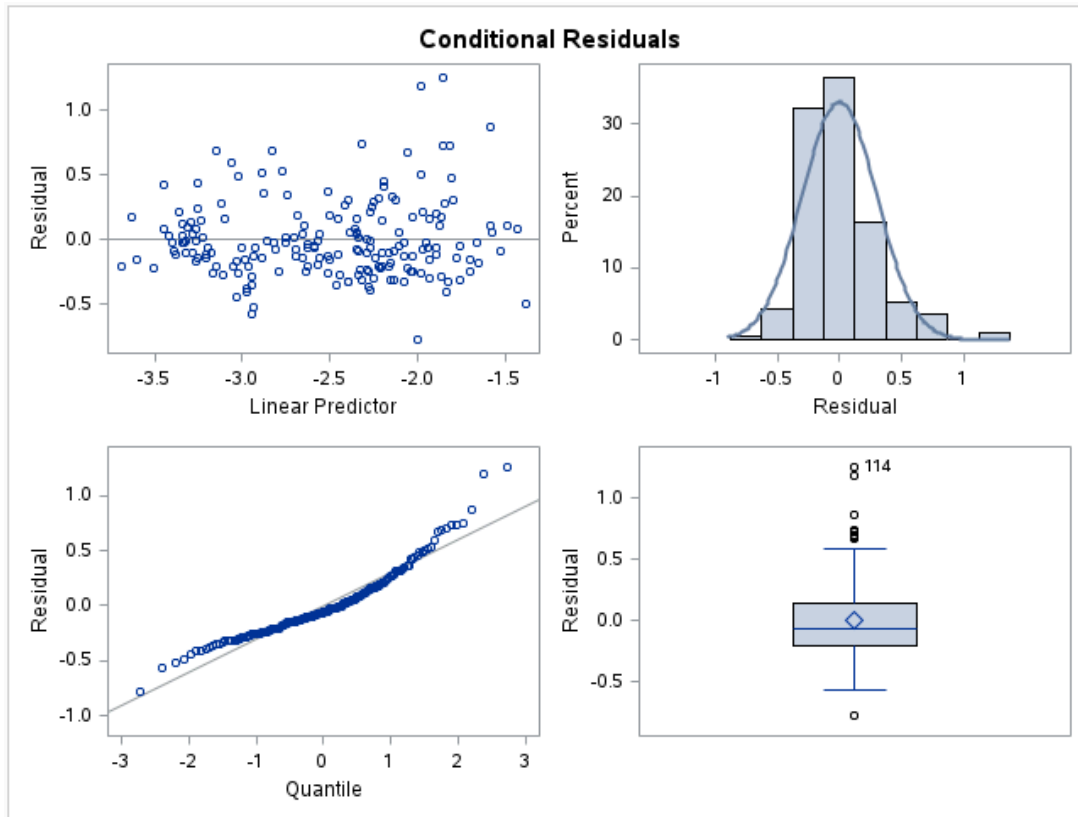 Conditional Residuals
1.0
0.5
0.0
-0.5
Residual
-3.5 -3.0 -2.5 -2.0 -1.5
Linear Predictor
30
20
10
0
Percent
-1 -0.5 0 0.5 1
Residual
1.0
0.5
0.0
-0.5
-1.0
Residual
-3 -2 -1 0 1 2 3
Quantile
114
1.0
0.5
0.0
-0.5
Residual